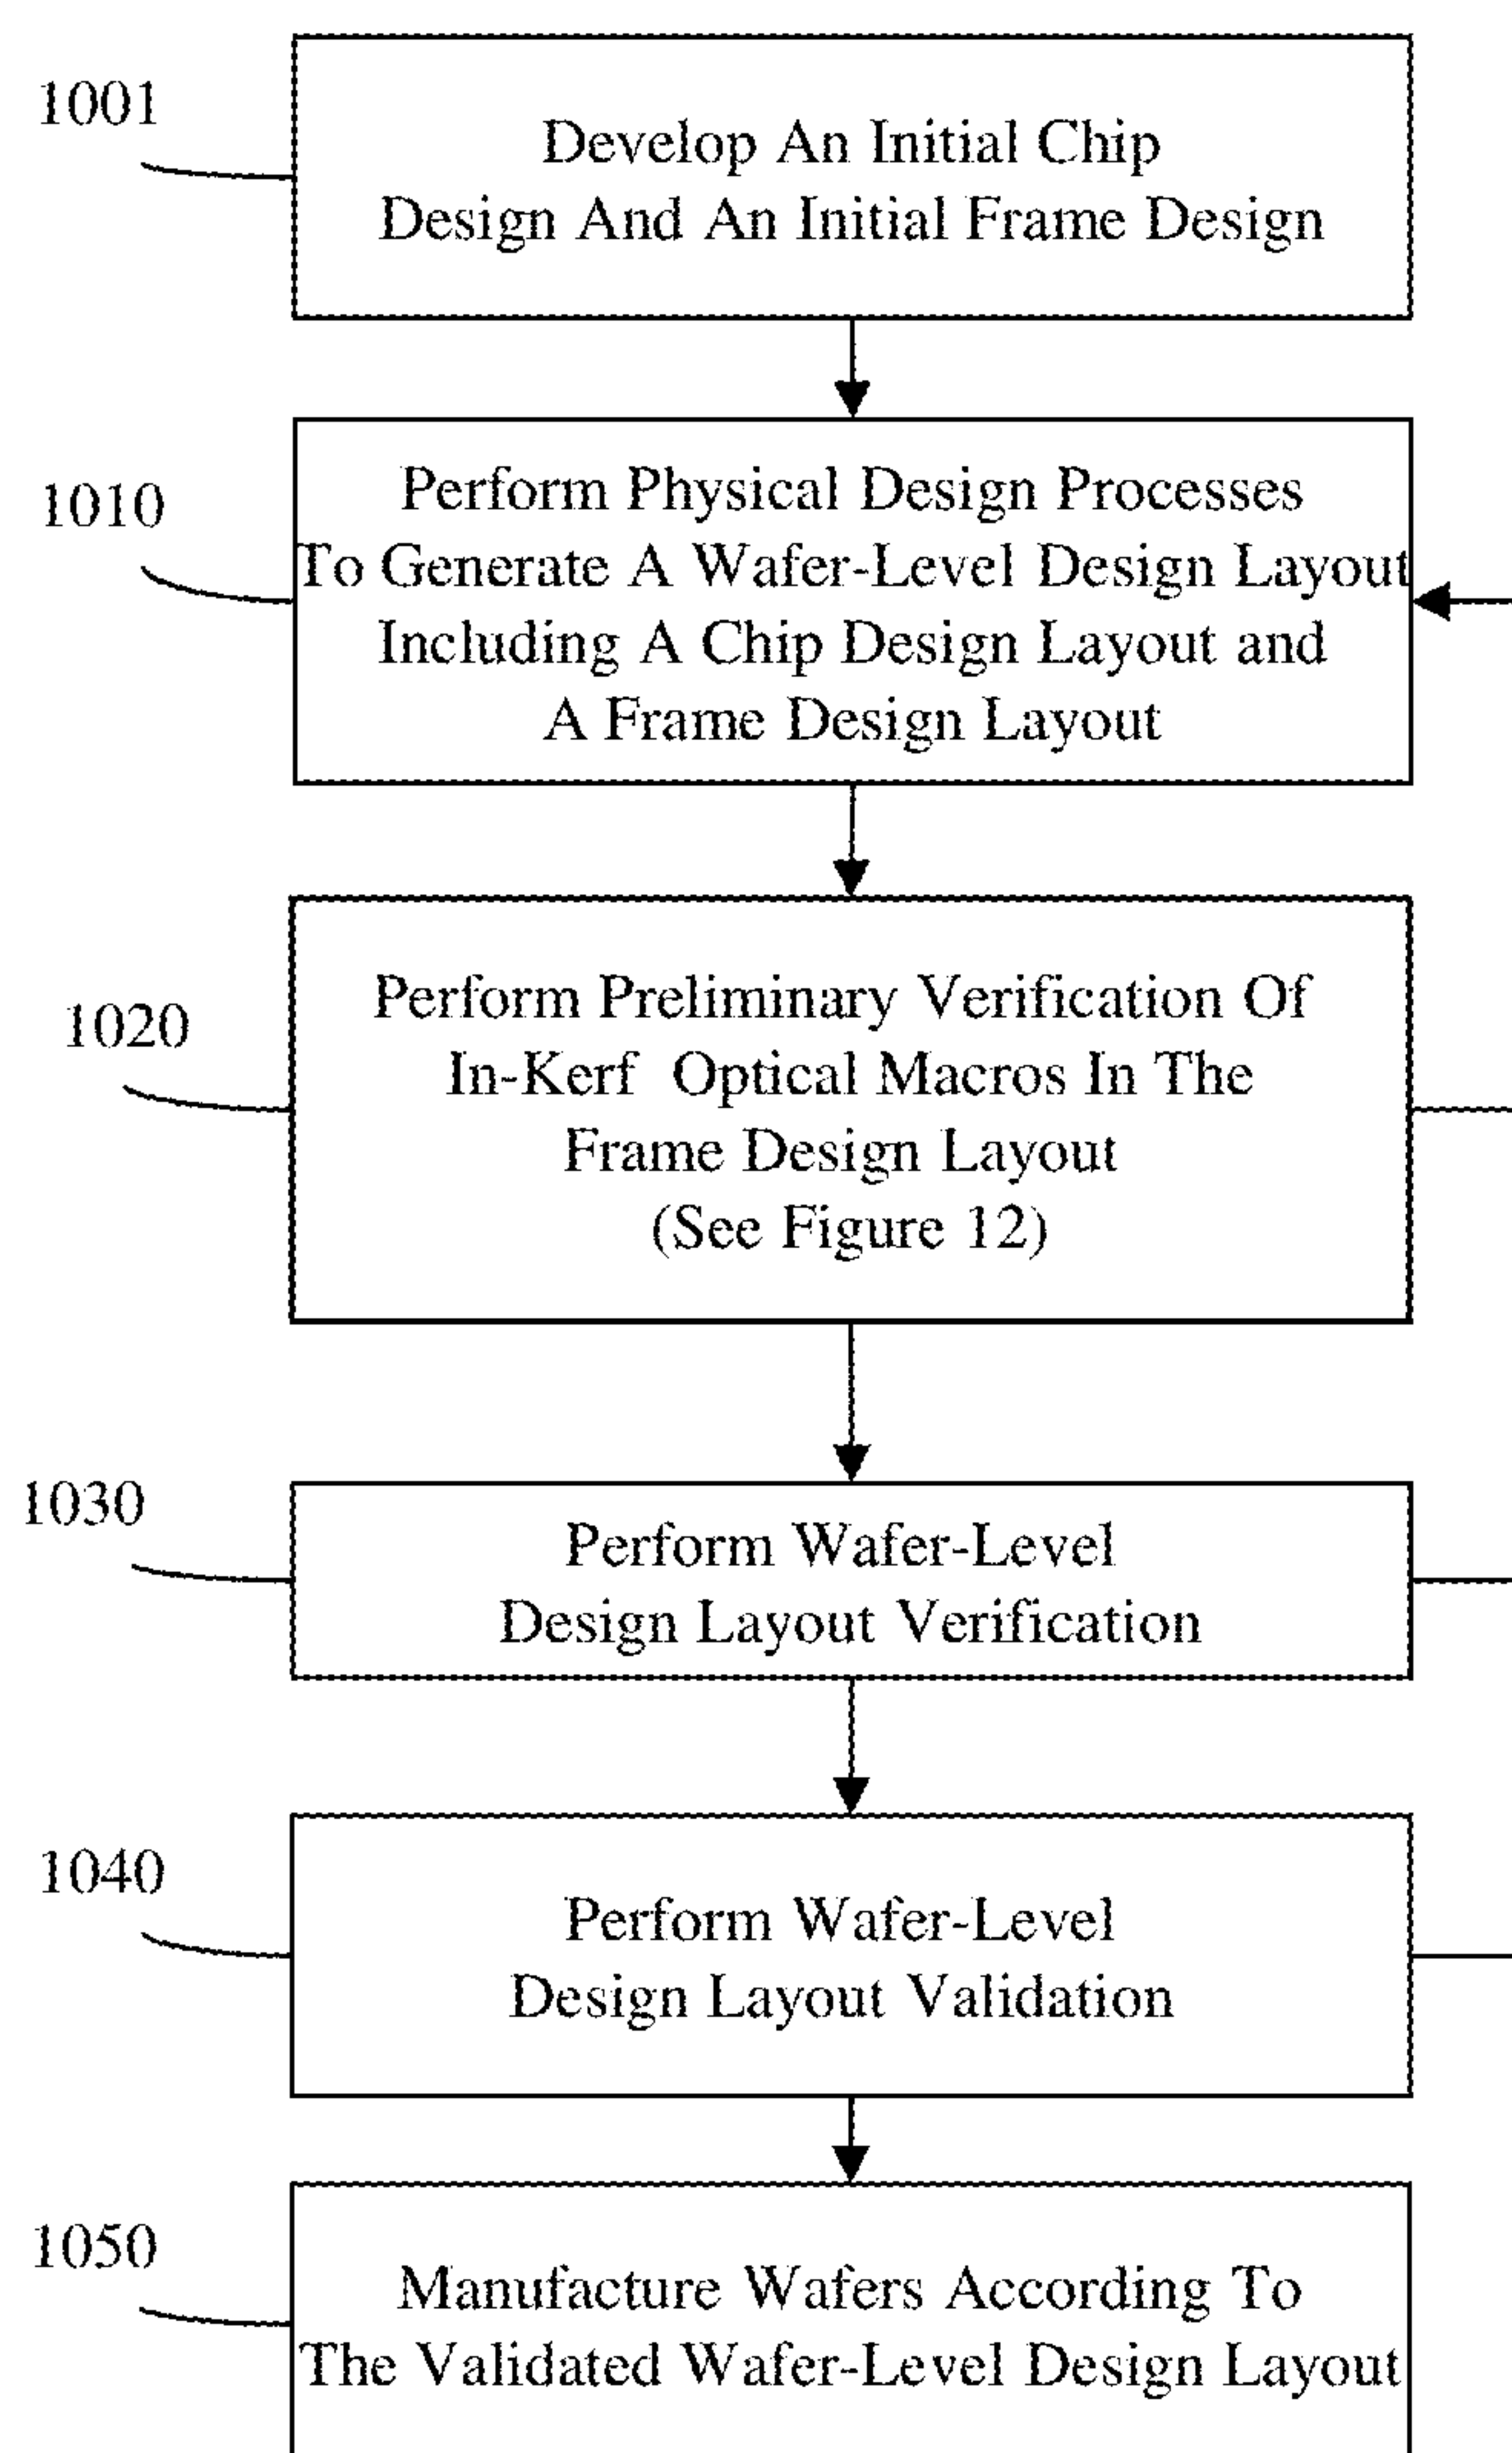 1001
Develop An Initial Chip
Design And An Initial Frame Design
1010
Perform Physical Design Processes
To Generate A Wafer-Level Design Layout
Including A Chip Design Layout and
A Frame Design Layout
1020
Perform Preliminary Verification Of
In-Kerf Optical Macros In The
Frame Design Layout
(See Figure 12)
1030
Perform Wafer-Level
Design Layout Verification
1040
Perform Wafer-Level
Design Layout Validation
1050
Manufacture Wafers According To
The Validated Wafer-Level Design Layout